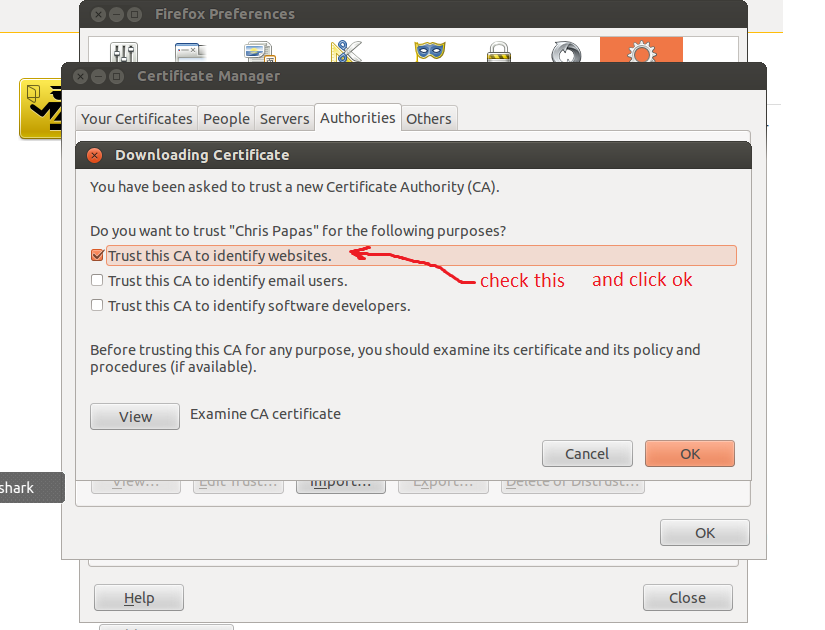 Firefox Preferences
Certificate Manager
Your Certificates People Servers Authorities Others
Downloading Certificate
You have been asked to trust a new Certificate Authority (CA).
Do you want to trust "Chris Papas" for the following purposes?
Trust this CA to identify websites.
check this and click ok
Trust this CA to identify email users.
Trust this CA to identify software developers.
Before trusting this CA for any purpose, you should examine its certificate and its policy and
procedures (if available).
View Examine CA certificate
Cancel OK
shark
View... Edit Trust... Import... Export... Delete or Distrust...
OK
Help Close